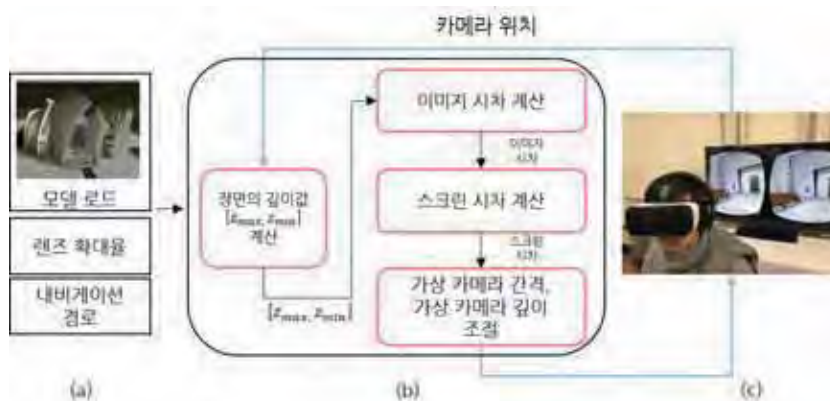 카메라 위치
모델 로드
렌즈 확대율
내비게이션
경로
장면의 깊이값
[z_max, z_min]
계산
[z_max, z_min]
이미지 시차 계산
이미지
시차
스크린 시차 계산
스크린
시차
가상 카메라 간격,
가상 카메라 깊이
조절
(a)
(b)
(c)